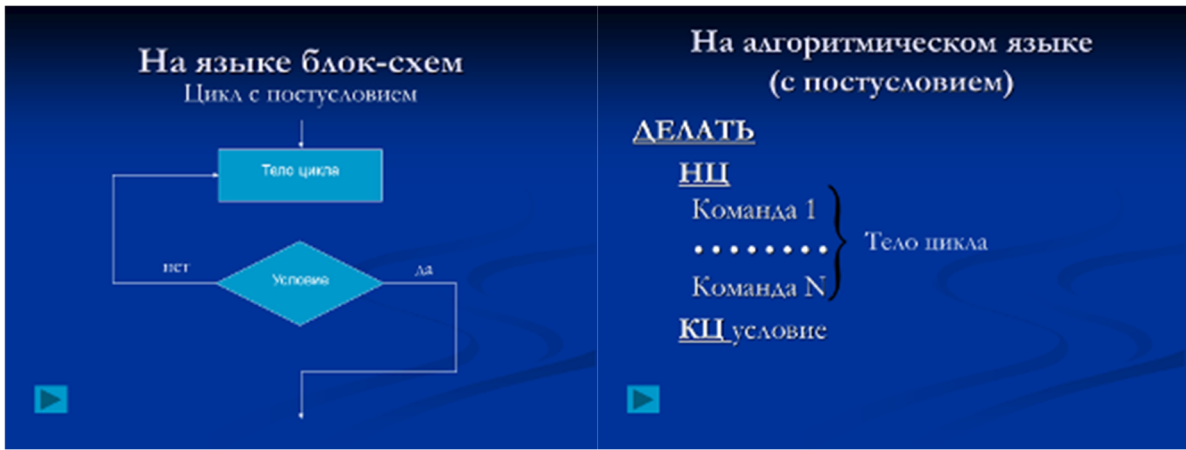 На языке блок-схем
Цикл с постусловием
Тело цикла
нет
Условие
да
На алгоритмическом языке
(с постусловием)
ДЕЛАТЬ
НЦ
Команда 1
. . . . . . . .
Команда N
Тело цикла
КЦ условие